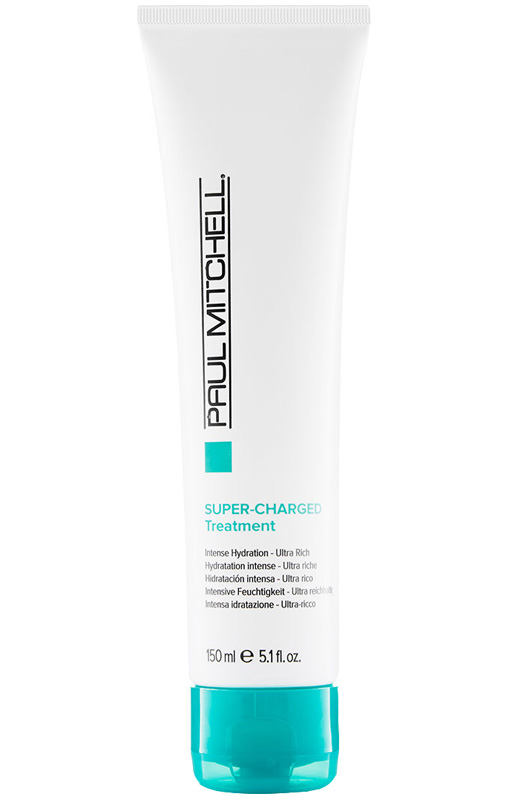 PAUL MITCHELL®
SUPER-CHARGED
Treatment
Intense Hydration - Ultra Rich
Hydratation intense - Ultra riche
Hidratación intensa - Ultra rico
Intensive Feuchtigkeit - Ultra reichhaltig
Intensa idratazione - Ultra-ricco
150 ml ℮ 5.1 fl. oz.